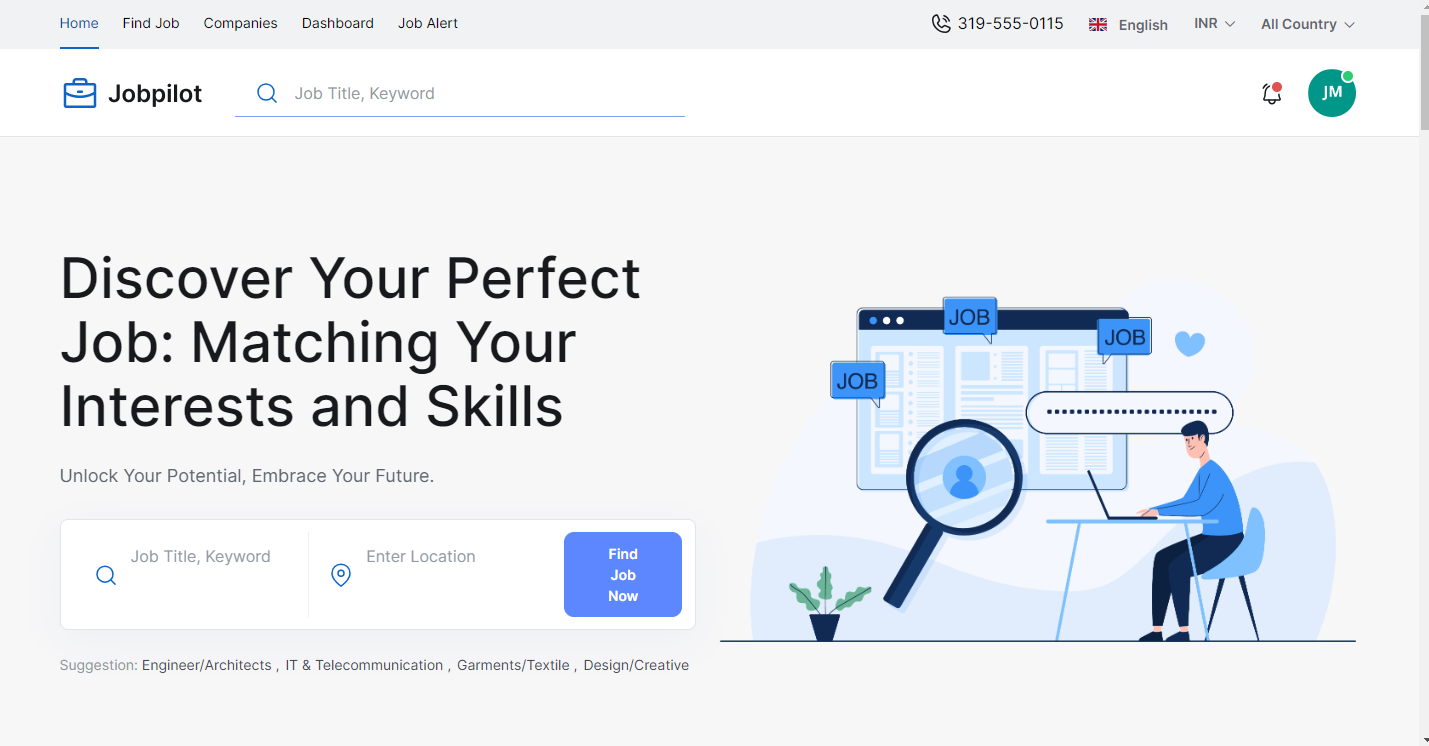 Home Find Job Companies Dashboard Job Alert 319-555-0115 English INR All Country
Jobpilot Job Title, Keyword JM
Discover Your Perfect
Job: Matching Your
Interests and Skills
Unlock Your Potential, Embrace Your Future.
Job Title, Keyword Enter Location Find
Job
Now
Suggestion: Engineer/Architects , IT & Telecommunication , Garments/Textile , Design/Creative
JOB
JOB
JOB